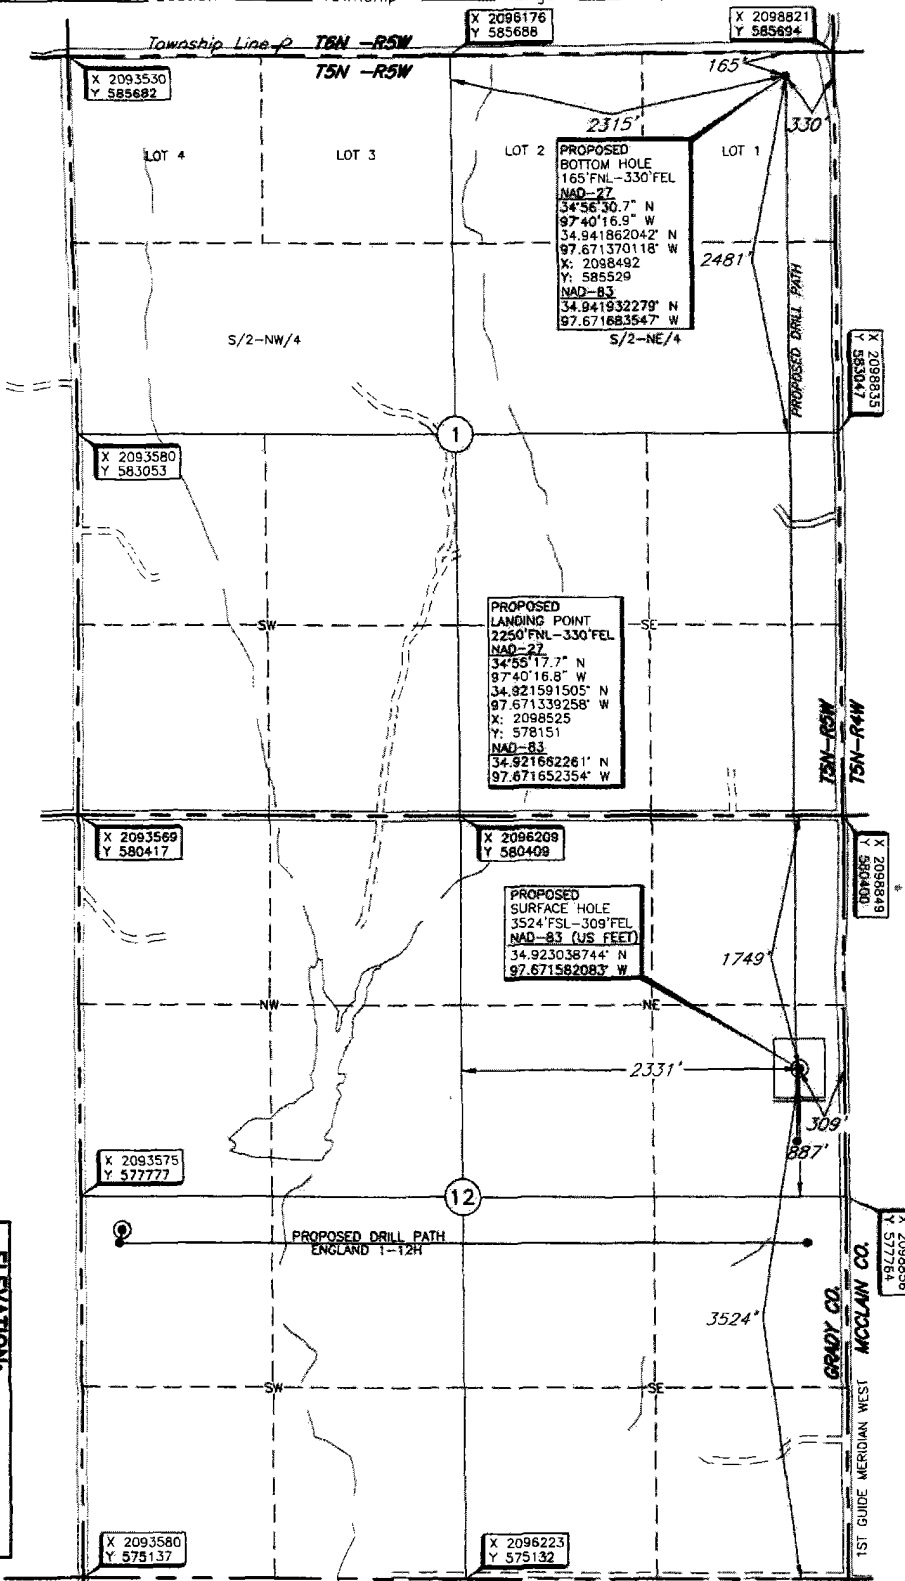 Township Line T6N -R5W
T5N -R5W
X 2096176
Y 585688
X 2098821
Y 585694
X 2093530
Y 585682
165'
2315'
330'
LOT 4
LOT 3
LOT 2
LOT 1
PROPOSED
BOTTOM HOLE
165'FNL-330'FEL
NAD-27
34°56'30.7" N
97°40'16.9" W
34.941862042° N
97.671370118° W
X: 2098492
Y: 585529
NAD-83
34.941932279° N
97.671683547° W
2481'
PROPOSED DRILL PATH
S/2-NW/4
S/2-NE/4
X 2098835
Y 583047
1
X 2093580
Y 583053
SW
SE
PROPOSED
LANDING POINT
2250'FNL-330'FEL
NAD-27
34°55'17.7" N
97°40'16.8" W
34.921591505° N
97.671339258° W
X: 2098525
Y: 578151
NAD-83
34.921662261° N
97.671652354° W
T5N-R5W
T5N-R4W
X 2093569
Y 580417
X 2096209
Y 580409
X 2098849
Y 580400
PROPOSED
SURFACE HOLE
3524'FSL-309'FEL
NAD-83 (US FEET)
34.923038744° N
97.671582083° W
1749'
NW
NE
2331'
309'
887'
X 2093575
Y 577777
12
Y 577764
PROPOSED DRILL PATH
ENGLAND 1-12H
3524'
GRADY CO.
MCCLAIN CO.
1ST GUIDE MERIDIAN WEST
SW
SE
X 2093580
Y 575137
X 2096223
Y 575132
ELEVATION: